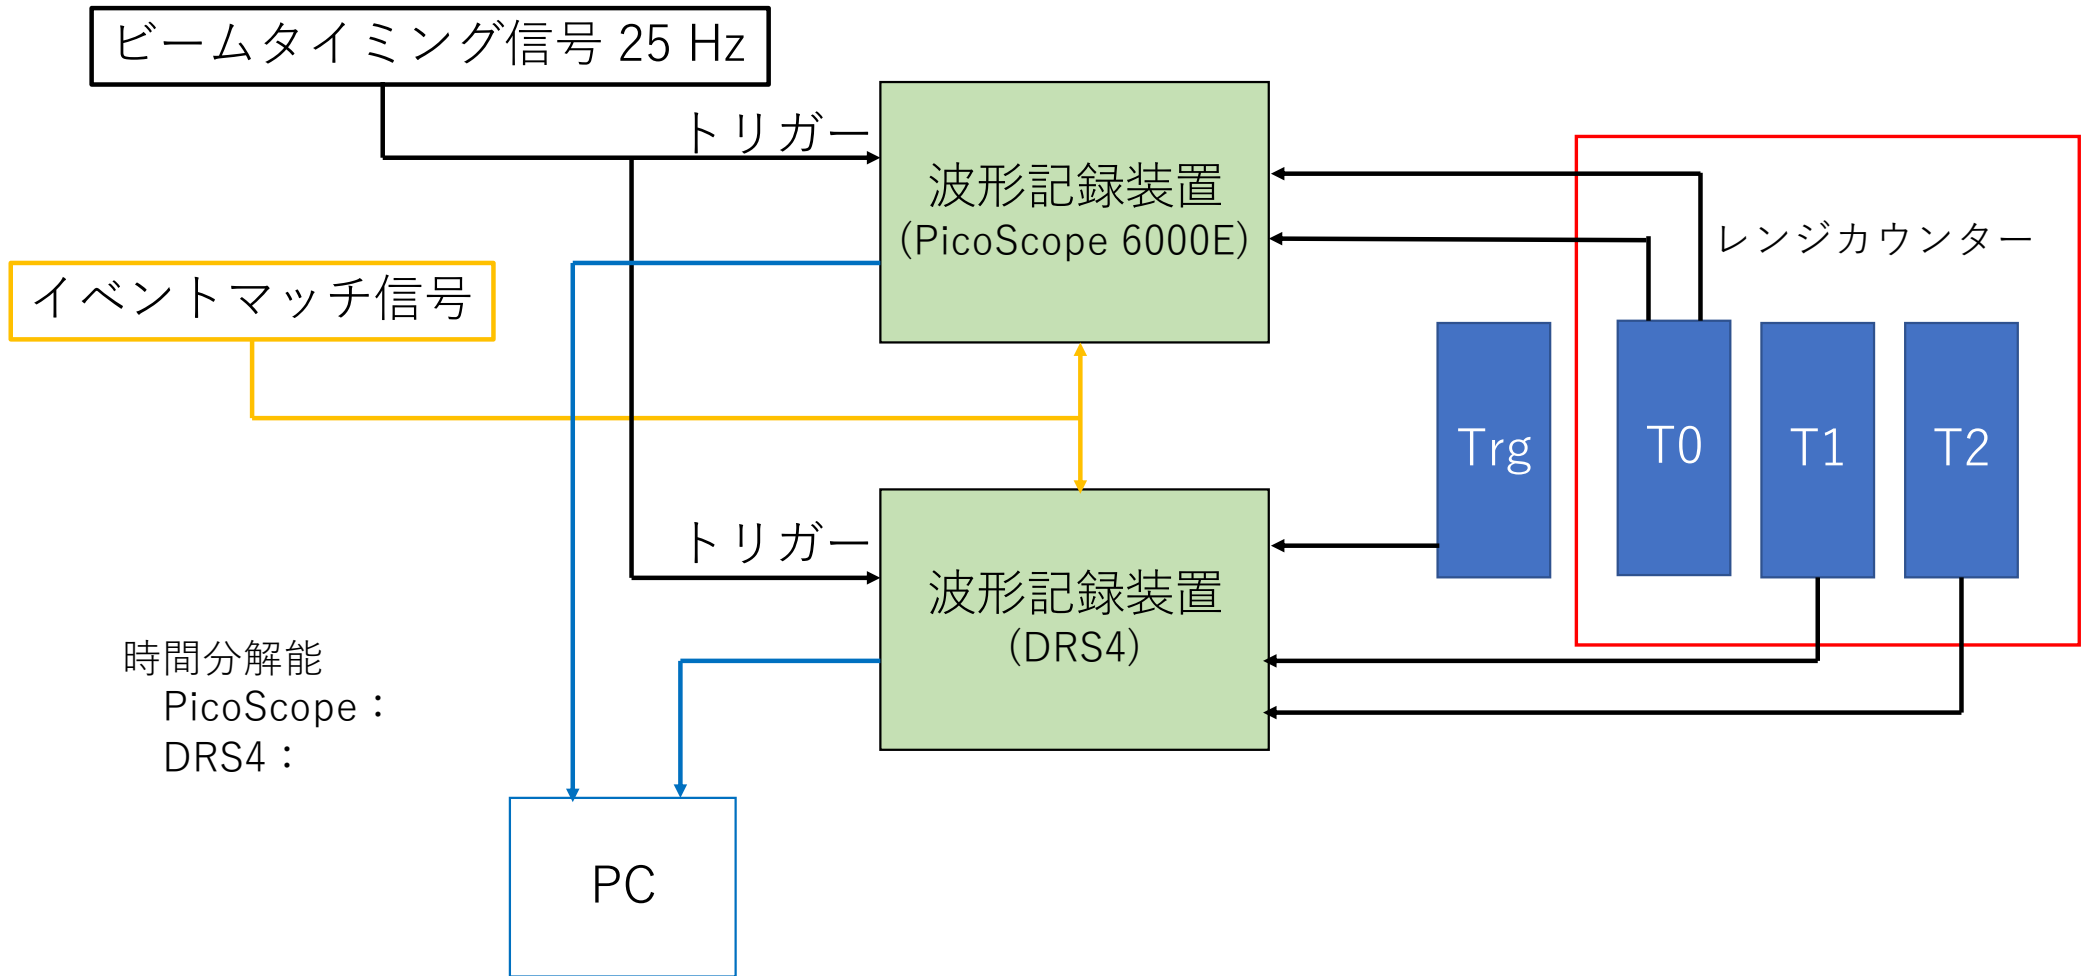 ビームタイミング信号 25 Hz
トリガー
波形記録装置
(PicoScope 6000E)
レンジカウンター
イベントマッチ信号
Trg
T0
T1
T2
トリガー
波形記録装置
(DRS4)
時間分解能
PicoScope：
DRS4：
PC